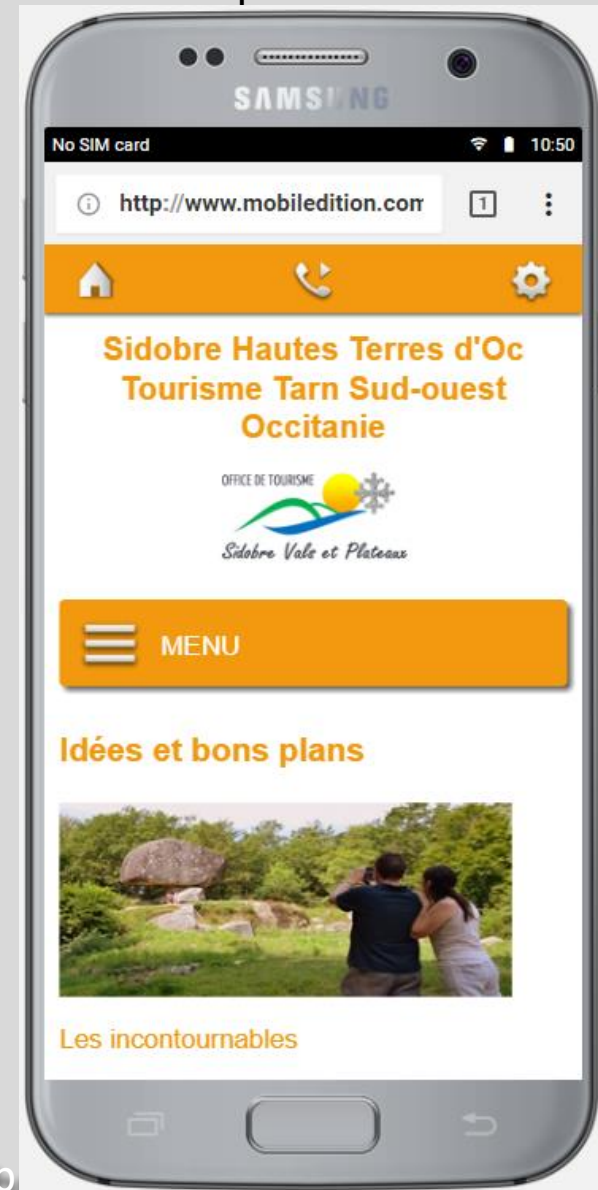 SAMSUNG
No SIM card 10:50
http://www.mobiledition.com 1
Sidobre Hautes Terres d'Oc
Tourisme Tarn Sud-ouest
Occitanie
OFFICE DE TOURISME
Sidobre Vals et Plateaux
MENU
Idées et bons plans
Les incontournables